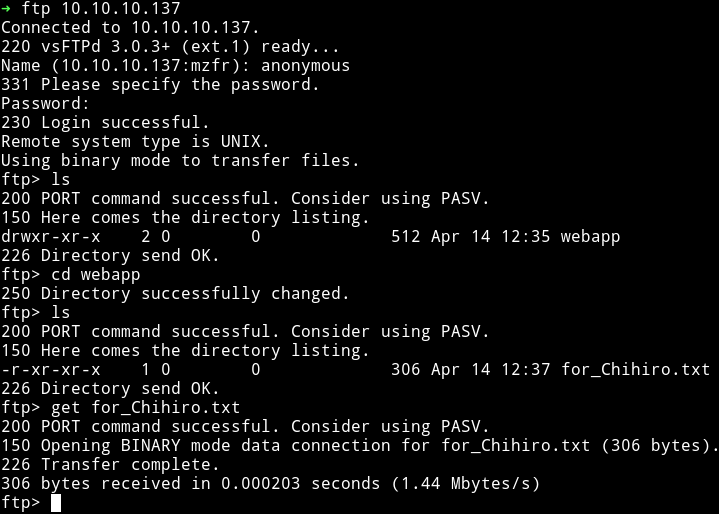 → ftp 10.10.10.137
Connected to 10.10.10.137.
220 vsFTPd 3.0.3+ (ext.1) ready...
Name (10.10.10.137:mzfr): anonymous
331 Please specify the password.
Password:
230 Login successful.
Remote system type is UNIX.
Using binary mode to transfer files.
ftp> ls
200 PORT command successful. Consider using PASV.
150 Here comes the directory listing.
drwxr-xr-x    2 0        0             512 Apr 14 12:35 webapp
226 Directory send OK.
ftp> cd webapp
250 Directory successfully changed.
ftp> ls
200 PORT command successful. Consider using PASV.
150 Here comes the directory listing.
-r-xr-xr-x    1 0        0             306 Apr 14 12:37 for_Chihiro.txt
226 Directory send OK.
ftp> get for_Chihiro.txt
200 PORT command successful. Consider using PASV.
150 Opening BINARY mode data connection for for_Chihiro.txt (306 bytes).
226 Transfer complete.
306 bytes received in 0.000203 seconds (1.44 Mbytes/s)
ftp>